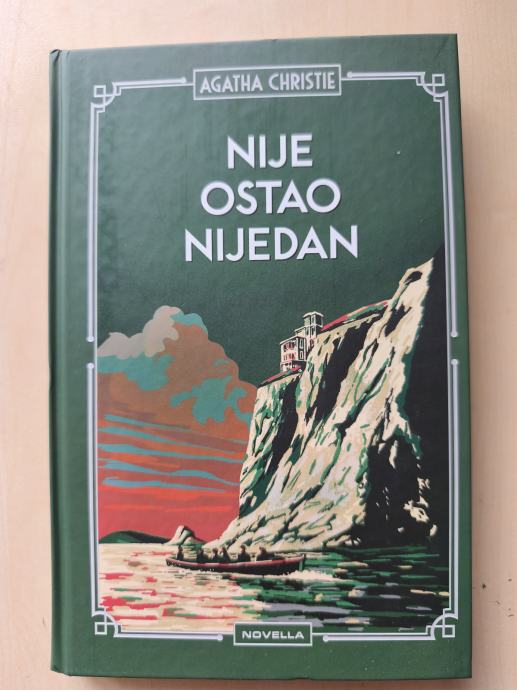 AGATHA CHRISTIE
NIJE
OSTAO
NIJEDAN
NOVELLA